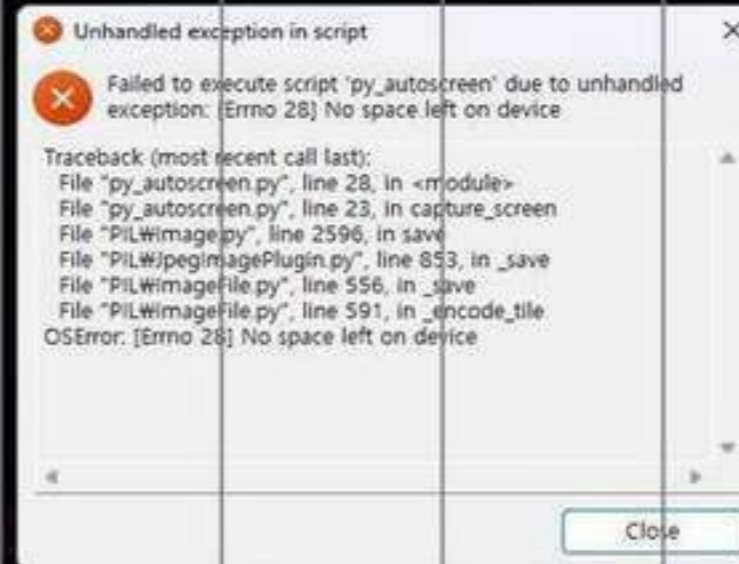 Unhandled exception in script
Failed to execute script 'py_autoscreen' due to unhandled
exception: [Errno 28] No space left on device
Traceback (most recent call last):
File "py_autoscreen.py", line 28, in <module>
File "py_autoscreen.py", line 23, in capture_screen
File "PIL₩Image.py", line 2596, in save
File "PIL₩JpegImagePlugin.py", line 853, in _save
File "PIL₩ImageFile.py", line 556, in _save
File "PIL₩ImageFile.py", line 591, in _encode_tile
OSError: [Errno 28] No space left on device
Close